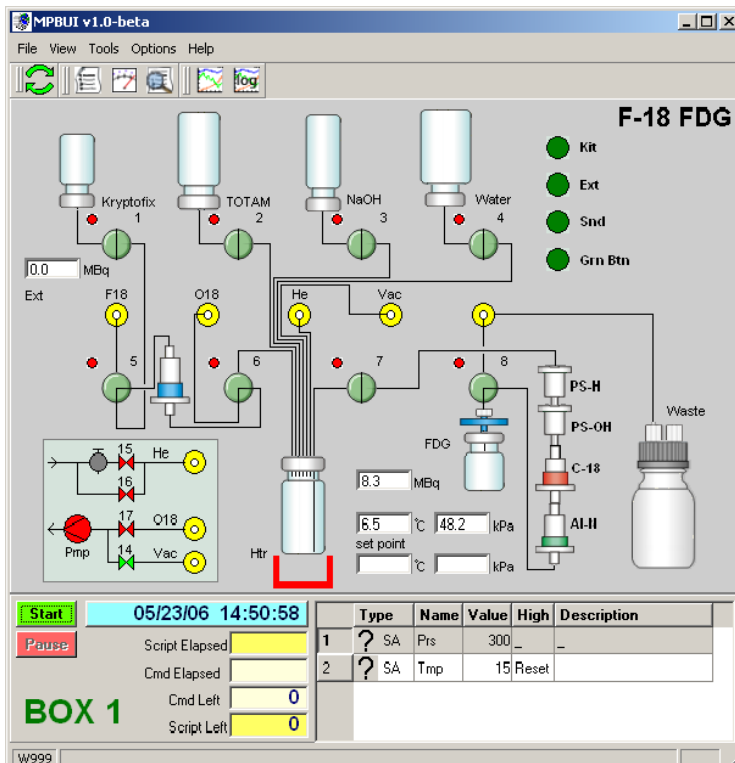 MPBUI v1.0-beta
File View Tools Options Help
log
F-18 FDG
Kit
Ext
Snd
Grn Btn
Kryptofix
1
TOTAM
2
NaOH
3
Water
4
0.0 MBq
Ext
F18
O18
He
Vac
5
6
7
8
PS-H
PS-OH
C-18
Al-N
Waste
FDG
8.3 MBq
6.5 °C 48.2 kPa
set point
°C kPa
Htr
15 He
16
17 O18
14 Vac
Pmp
Start
05/23/06 14:50:58
Pause
Script Elapsed
Cmd Elapsed
Cmd Left 0
Script Left 0
BOX 1
Type Name Value High Description
1 ? SA Prs 300 _ _
2 ? SA Tmp 15 Reset
W999